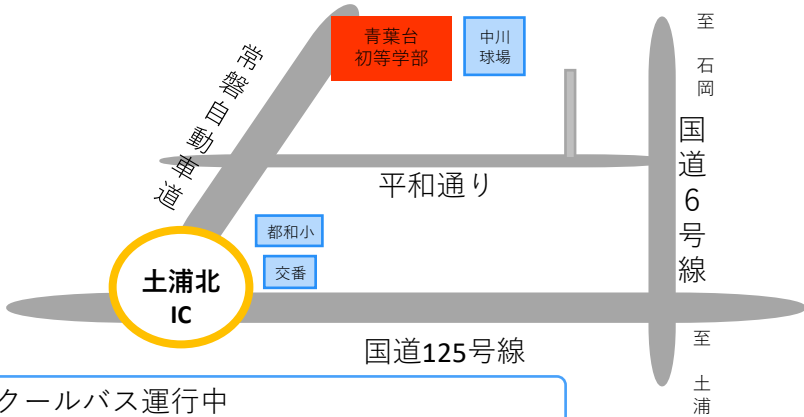 青葉台
初等学部
中川
球場
至 石岡
常磐自動車道
国道6号線
平和通り
都和小
交番
土浦北
IC
国道125号線
至 土浦
クールバス運行中